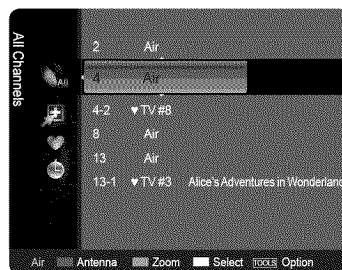 All Channels
All
2 Air
4 Air
4-2 ♥ TV #8
8 Air
13 Air
13-1 ♥ TV #3 Alice's Adventures in Wonderland
Air Antenna Zoom Select TOOLS Option